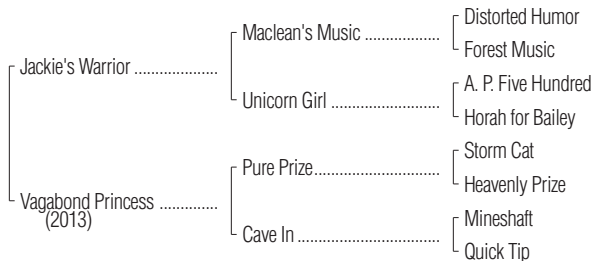 Distorted Humor
Maclean's Music ..................
Forest Music
Jackie's Warrior ....................
A. P. Five Hundred
Unicorn Girl ..........................
Horah for Bailey
Storm Cat
Pure Prize..............................
Heavenly Prize
Vagabond Princess ..............
(2013)
Mineshaft
Cave In ..................................
Quick Tip